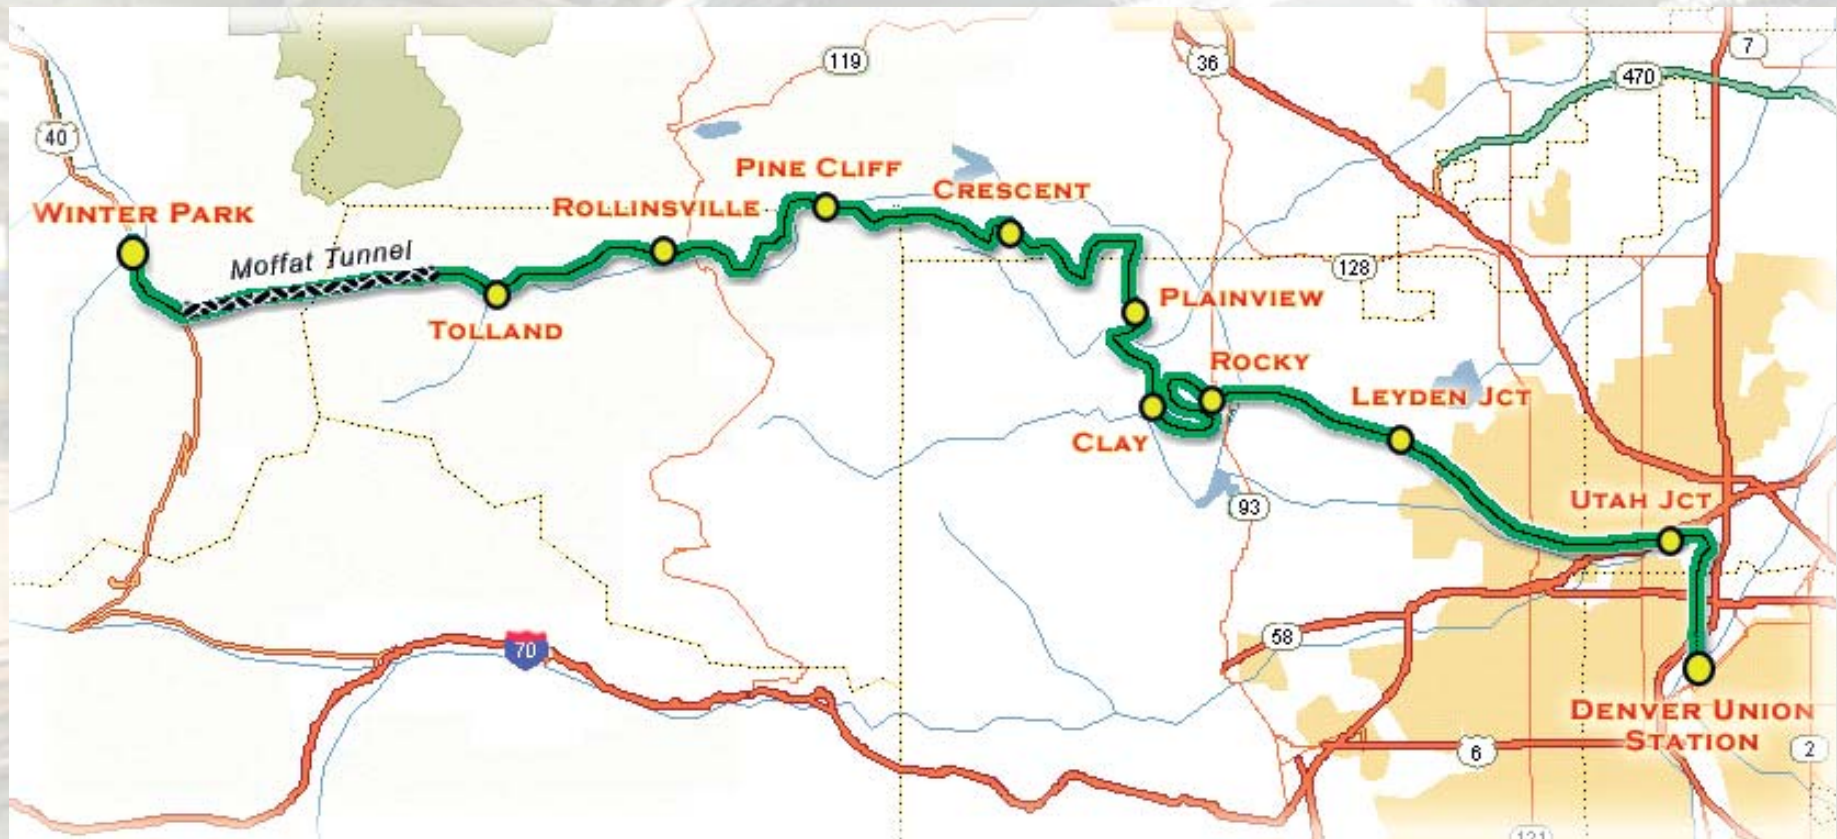 7
36
119
470
40
PINE CLIFF
CRESCENT
ROLLINSVILLE
WINTER PARK
Moffat Tunnel
128
PLAINVIEW
TOLLAND
ROCKY
LEYDEN JCT
CLAY
UTAH JCT
93
58
70
DENVER UNION
STATION
6
2
121